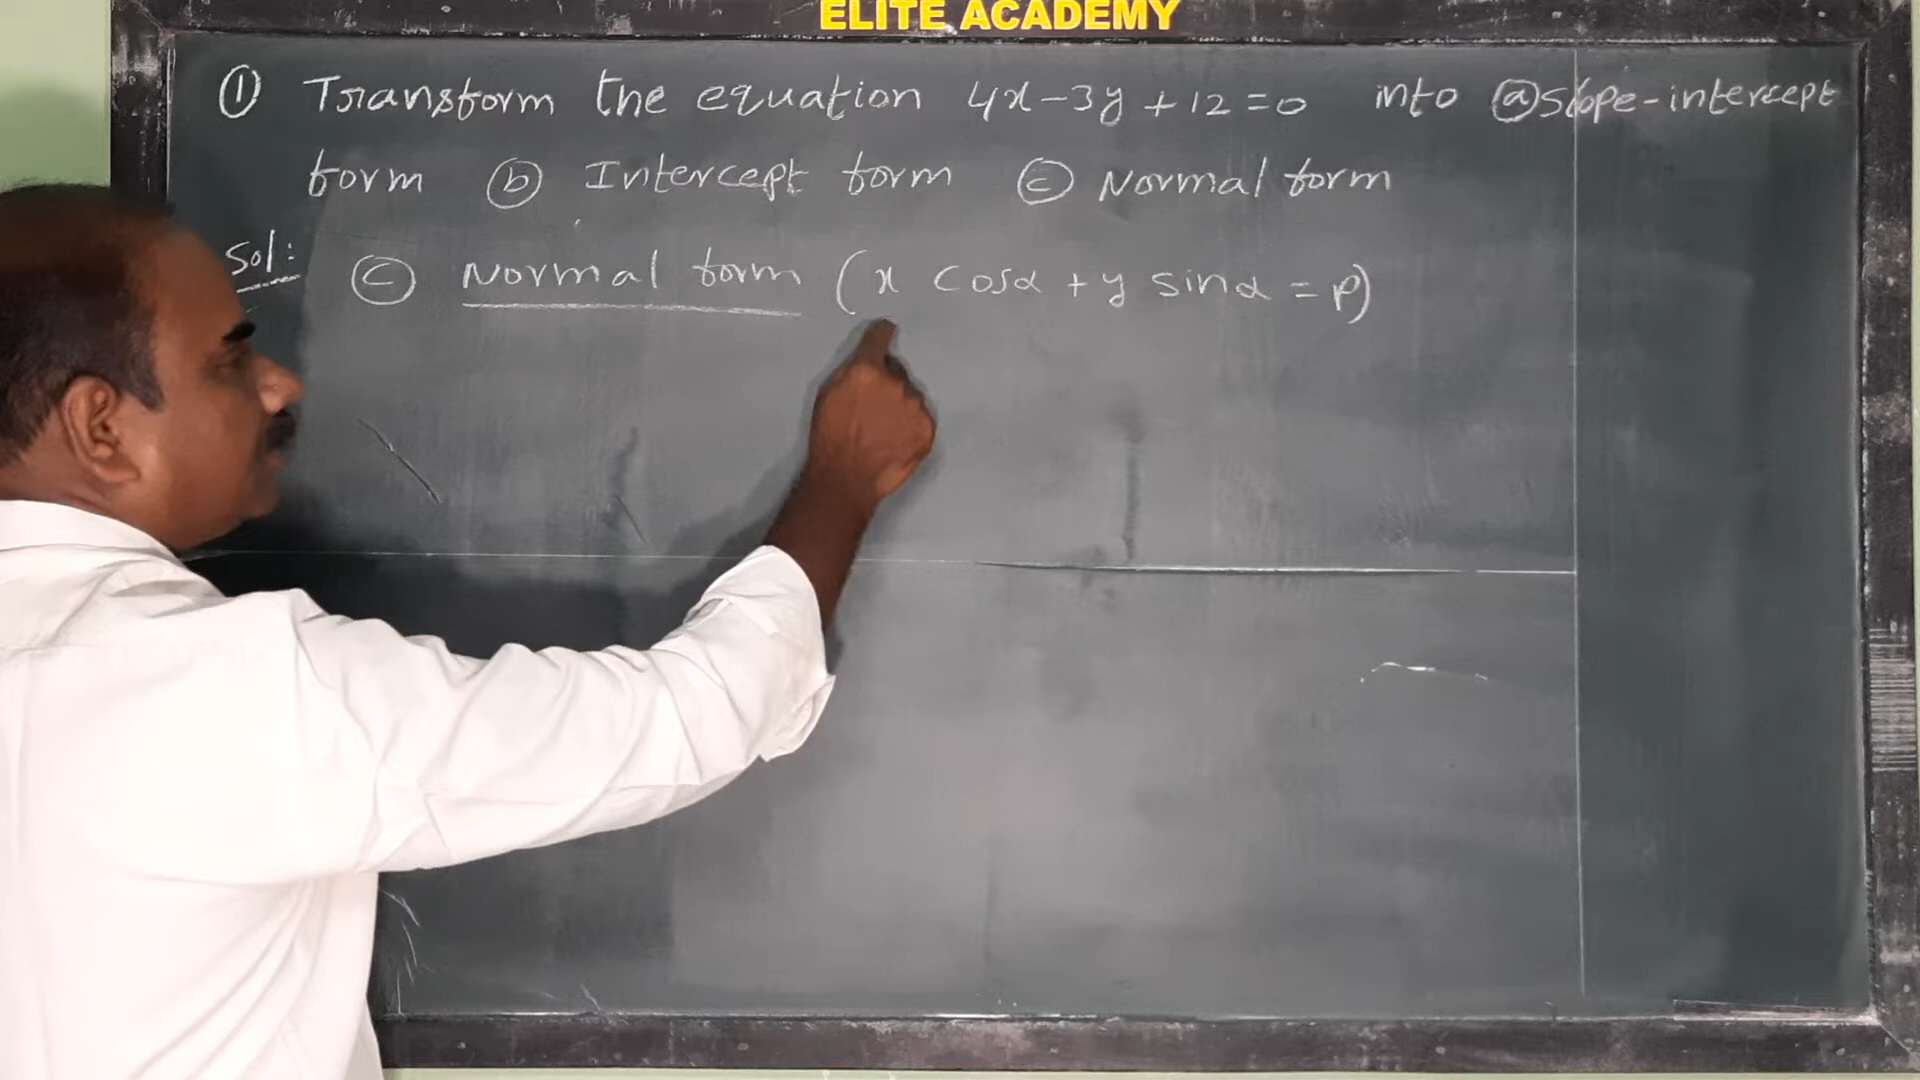 ELITE ACADEMY
① Transform the equation 4x-3y+12=0 into ⓐ slope-intercept
form ⓑ Intercept form ⓒ Normal form
Sol:
ⓒ Normal form (x cosα + y sinα = p)